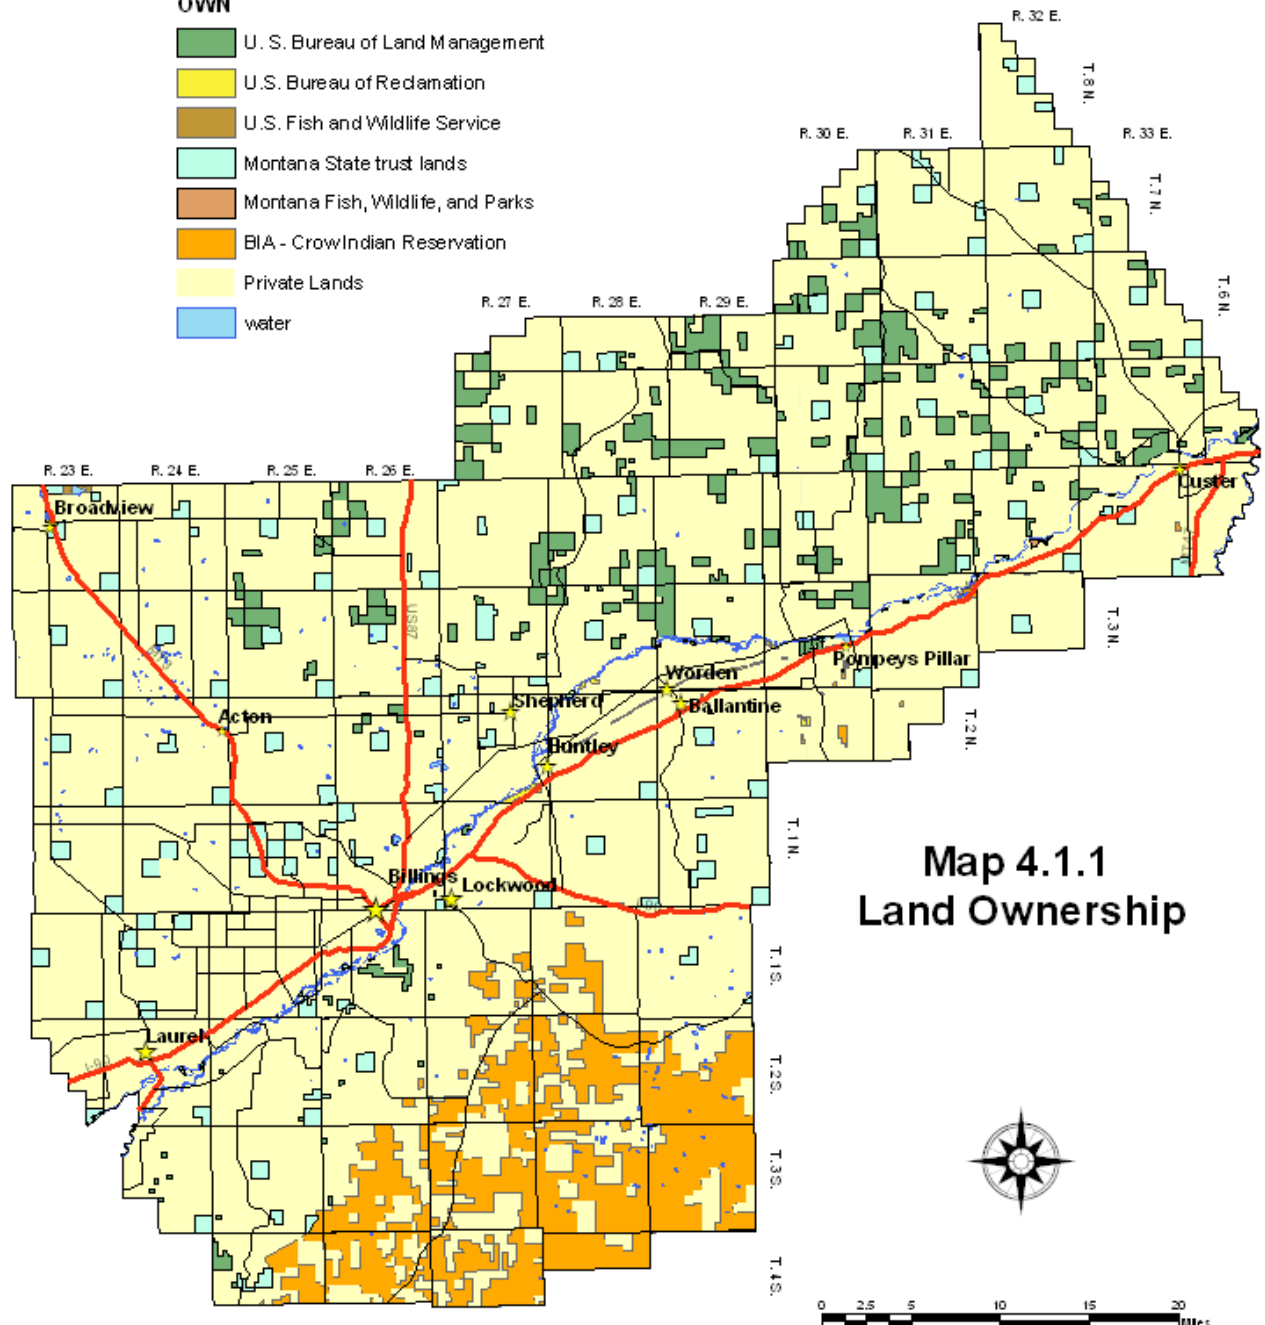 OWN
U. S. Bureau of Land Management
U.S. Bureau of Reclamation
U.S. Fish and Wildlife Service
Montana State trust lands
Montana Fish, Wildlife, and Parks
BIA - Crow Indian Reservation
Private Lands
water
R. 32 E.
T. 8 N.
R. 30 E.
R. 31 E.
R. 33 E.
T. 7 N.
R. 27 E.
R. 28 E.
R. 29 E.
T. 6 N.
R. 23 E.
R. 24 E.
R. 25 E.
R. 26 E.
Broadview
Custer
US87
T. 3 N.
Pompeys Pillar
Worden
Shepherd
Ballantine
Acton
T. 2 N.
Huntley
T. 1 N.
Map 4.1.1
Land Ownership
Billings
Lockwood
I-90
T. 1 S.
Laurel
I-90
T. 2 S.
T. 3 S.
T. 4 S.
0 2.5 5 10 15 20
Miles